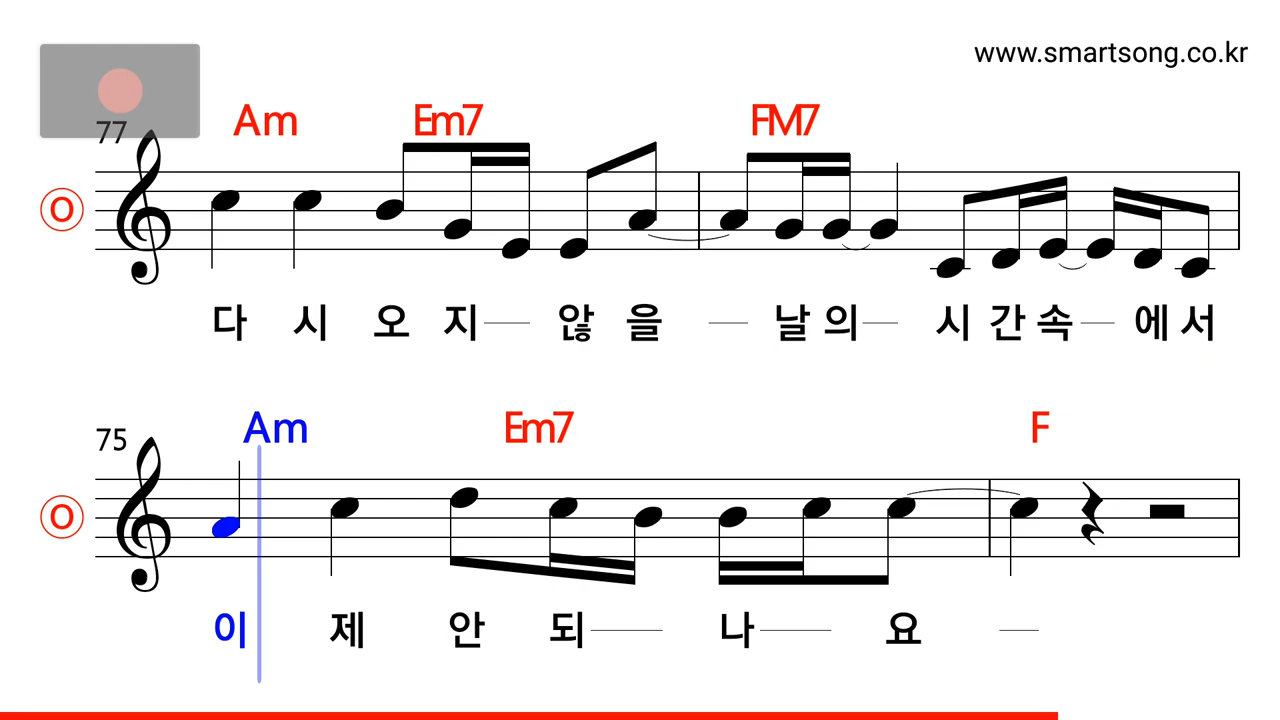 www.smartsong.co.kr
77 Am Em7 FM7
O
다 시 오 지 않 을 날 의 시 간 속 에 서
75 Am Em7 F
O
이 제 안 되 나 요